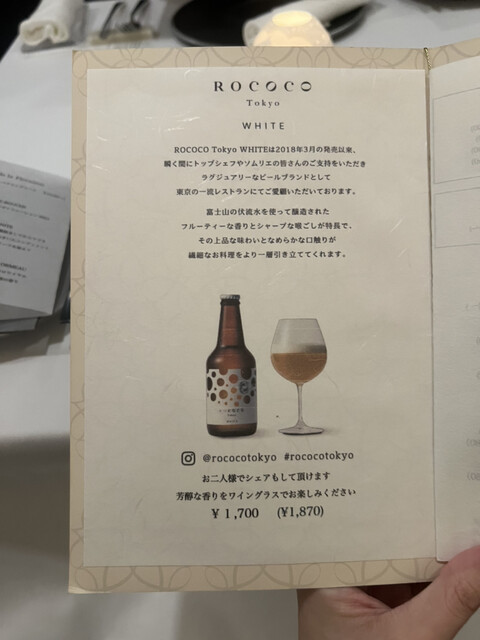 ROCOCO
Tokyo
WHITE
ROCOCO Tokyo WHITEは2018年3月の発売以来、
瞬く間にトップシェフやソムリエの皆さんのご支持をいただき
ラグジュアリーなビールブランドとして
東京の一流レストランにてご愛顧いただいております。
富士山の伏流水を使って醸造された
フルーティーな香りとシャープな喉ごしが特長で、
その上品な味わいとなめらかな口触りが
繊細なお料理をより一層引き立ててくれます。
@rococotokyo #rococotokyo
お二人様でシェアもして頂けます
芳醇な香りをワイングラスでお楽しみください
¥ 1,700 (¥1,870)